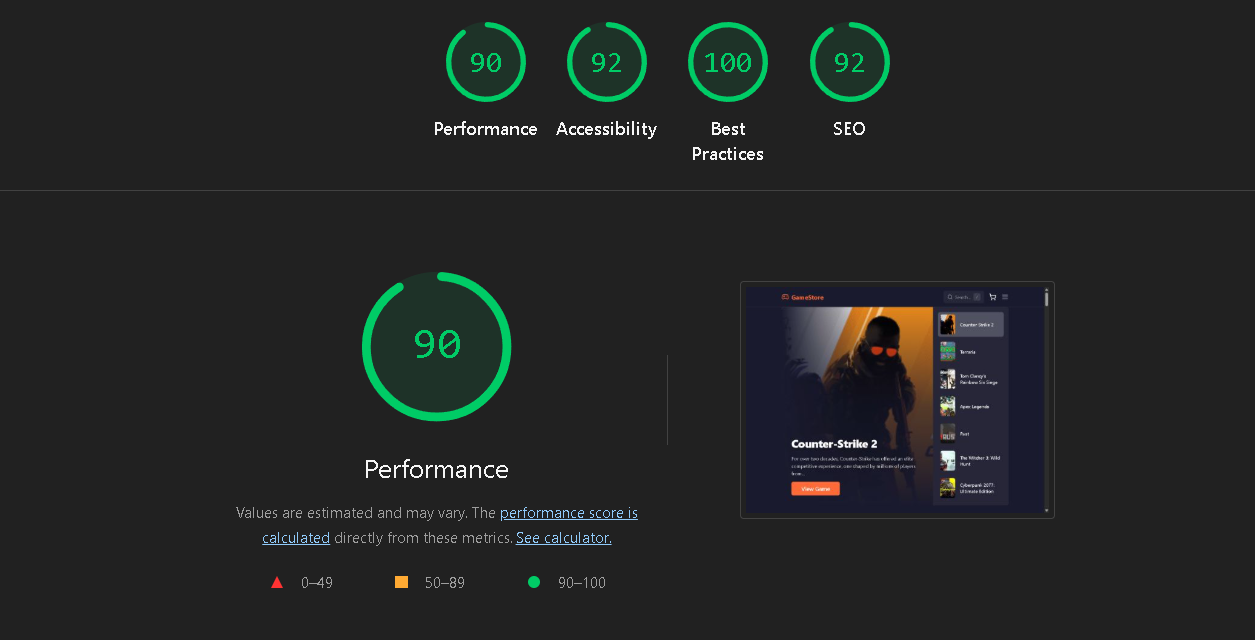 90
92
100
92
Performance
Accessibility
Best
Practices
SEO
90
Performance
Values are estimated and may vary. The performance score is
calculated directly from these metrics. See calculator.
0–49
50–89
90–100
GameStore
Search...
Counter-Strike 2
For over two decades, Counter-Strike has offered an elite
competitive experience, one shaped by millions of players
from...
View Game
Counter Strike 2
Terraria
Tom Clancy's
Rainbow Six Siege
Apex Legends
Rust
The Witcher 3: Wild
Hunt
Cyberpunk 2077:
Ultimate Edition